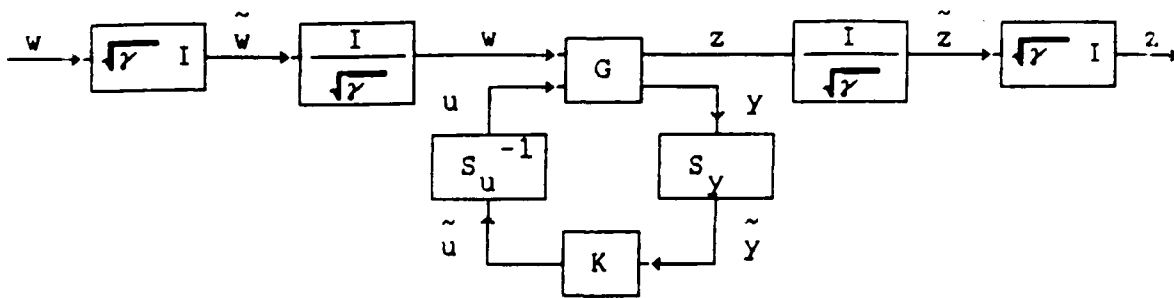 w √γ I w̃ I/√γ w G z I/√γ z̃ √γ I z
u y
S_u^-1 S_y
ũ K ỹ